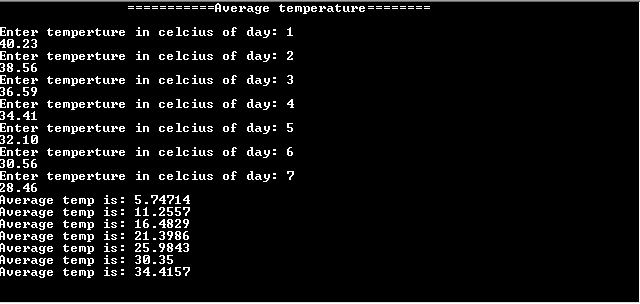 ===========Average temperature========
Enter temperture in celcius of day: 1
40.23
Enter temperture in celcius of day: 2
38.56
Enter temperture in celcius of day: 3
36.59
Enter temperture in celcius of day: 4
34.41
Enter temperture in celcius of day: 5
32.10
Enter temperture in celcius of day: 6
30.56
Enter temperture in celcius of day: 7
28.46
Average temp is: 5.74714
Average temp is: 11.2557
Average temp is: 16.4829
Average temp is: 21.3986
Average temp is: 25.9843
Average temp is: 30.35
Average temp is: 34.4157